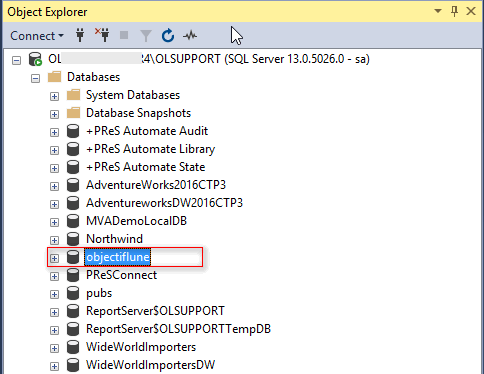 Object Explorer
Connect
OL 24\OLSUPPORT (SQL Server 13.0.5026.0 - sa)
Databases
System Databases
Database Snapshots
+PReS Automate Audit
+PReS Automate Library
+PReS Automate State
AdventureWorks2016CTP3
AdventureworksDW2016CTP3
MVADemoLocalDB
Northwind
objectiflune
PReSConnect
pubs
ReportServer$OLSUPPORT
ReportServer$OLSUPPORTTempDB
WideWorldImporters
WideWorldImportersDW